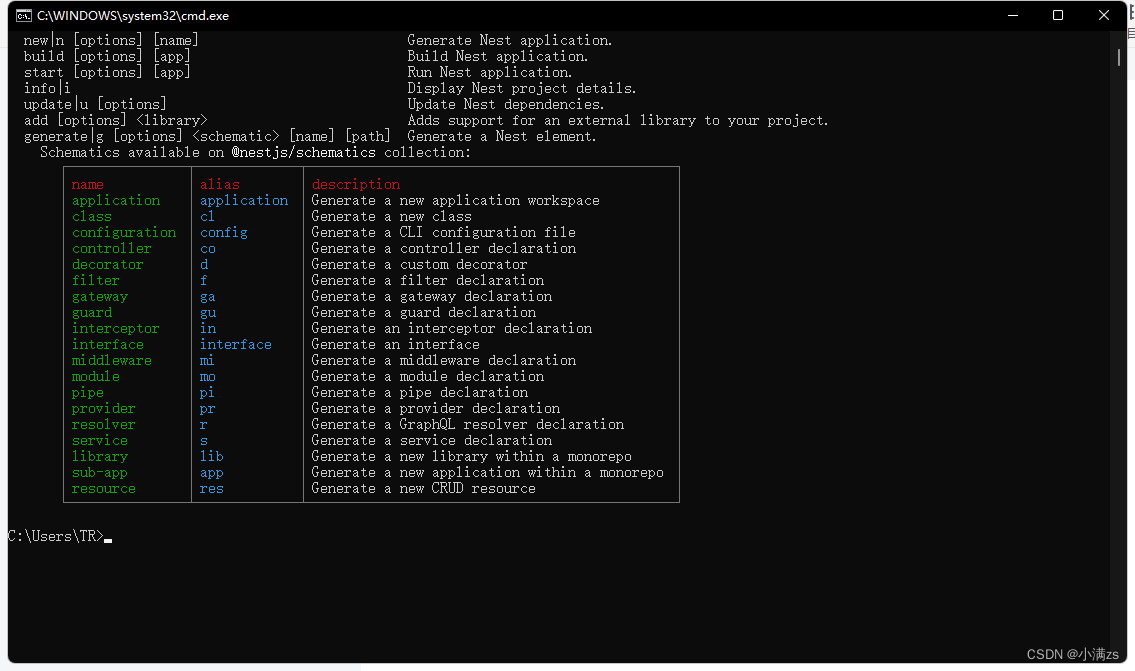 C:\WINDOWS\system32\cmd.exe
new|n [options] [name] Generate Nest application.
build [options] [app] Build Nest application.
start [options] [app] Run Nest application.
info|i Display Nest project details.
update|u [options] Update Nest dependencies.
add [options] <library> Adds support for an external library to your project.
generate|g [options] <schematic> [name] [path] Generate a Nest element.
Schematics available on @nestjs/schematics collection:
name alias description
application application Generate a new application workspace
class cl Generate a new class
configuration config Generate a CLI configuration file
controller co Generate a controller declaration
decorator d Generate a custom decorator
filter f Generate a filter declaration
gateway ga Generate a gateway declaration
guard gu Generate a guard declaration
interceptor in Generate an interceptor declaration
interface interface Generate an interface
middleware mi Generate a middleware declaration
module mo Generate a module declaration
pipe pi Generate a pipe declaration
provider pr Generate a provider declaration
resolver r Generate a GraphQL resolver declaration
service s Generate a service declaration
library lib Generate a new library within a monorepo
sub-app app Generate a new application within a monorepo
resource res Generate a new CRUD resource
C:\Users\TR>
CSDN @小满zs